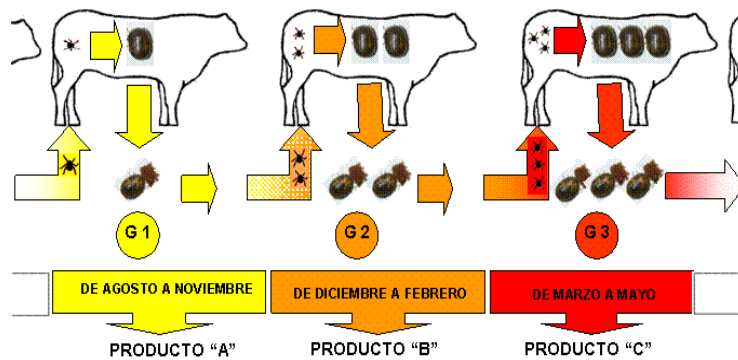 G 1
G 2
G 3
DE AGOSTO A NOVIEMBRE
DE DICIEMBRE A FEBRERO
DE MARZO A MAYO
PRODUCTO “A”
PRODUCTO “B”
PRODUCTO “C”